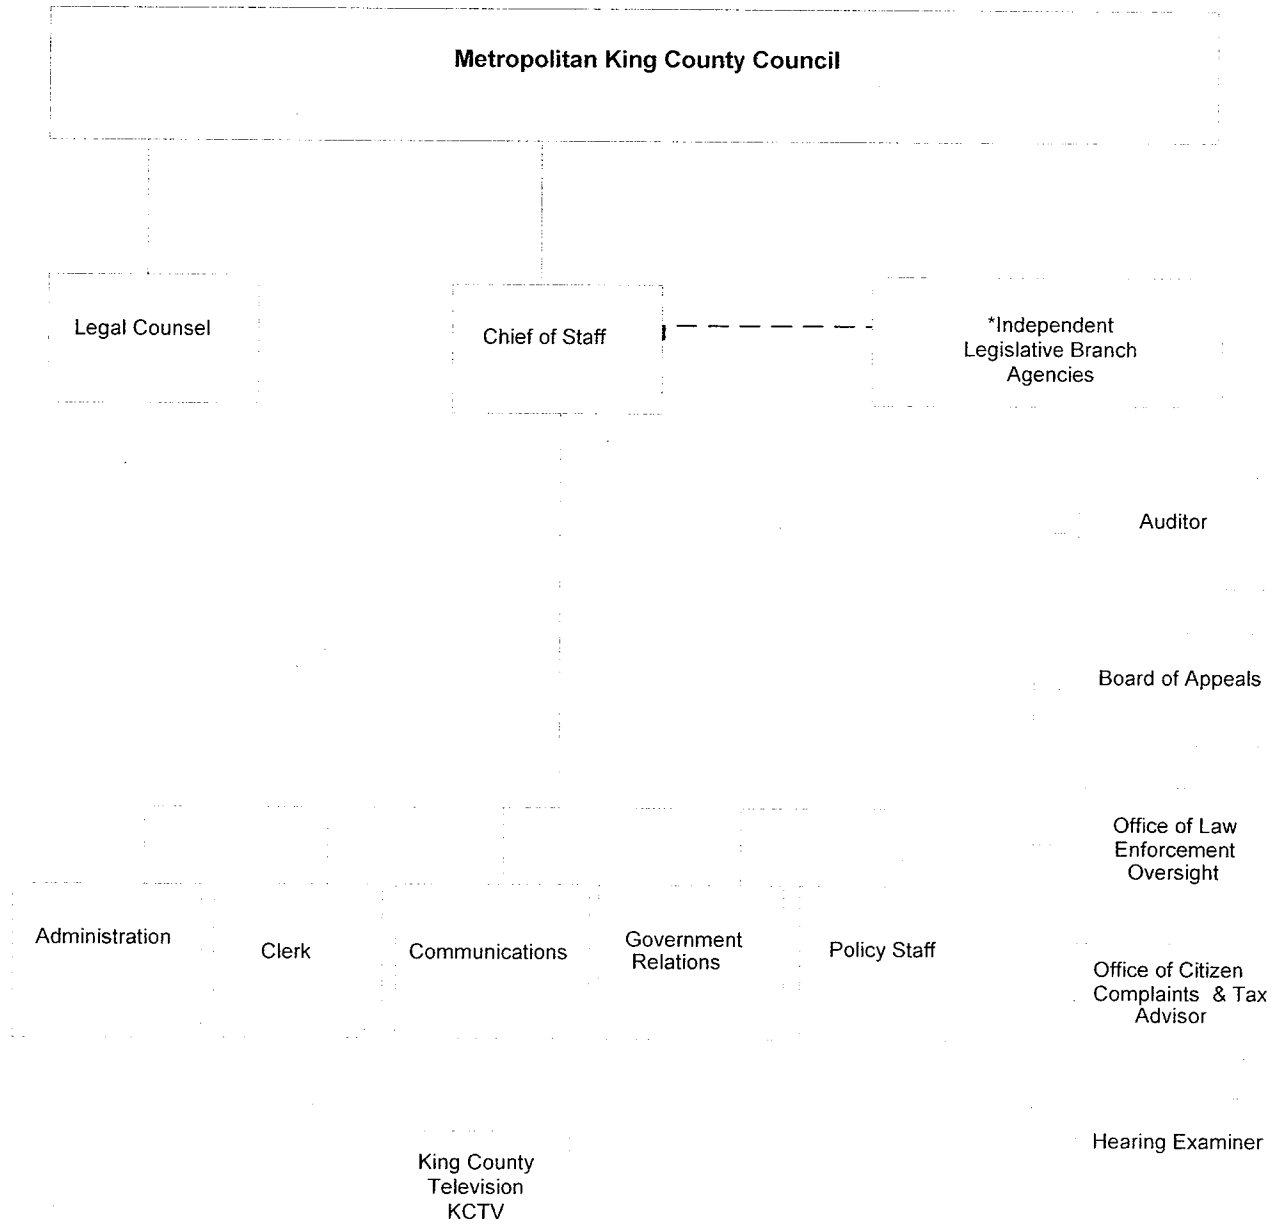 Metropolitan King County Council
Legal Counsel
Chief of Staff
*Independent
Legislative Branch
Agencies
Auditor
Board of Appeals
Office of Law
Enforcement
Oversight
Administration
Clerk
Communications
Government
Relations
Policy Staff
Office of Citizen
Complaints & Tax
Advisor
Hearing Examiner
King County
Television
KCTV